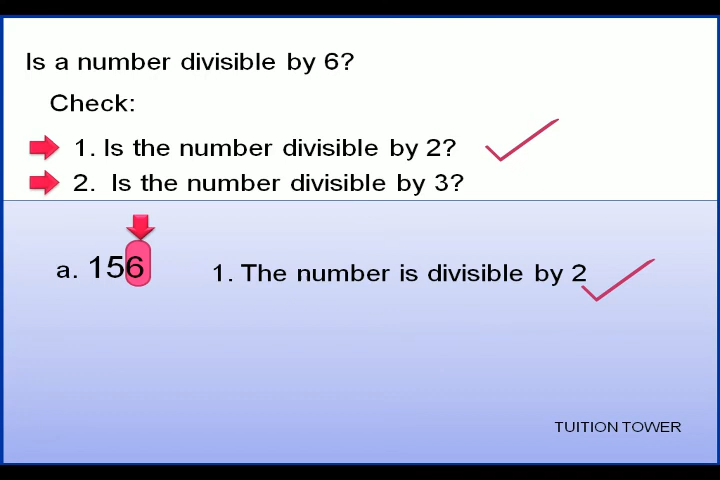 Is a number divisible by 6?
Check:
1. Is the number divisible by 2?
2. Is the number divisible by 3?
a. 156
1. The number is divisible by 2
TUITION TOWER